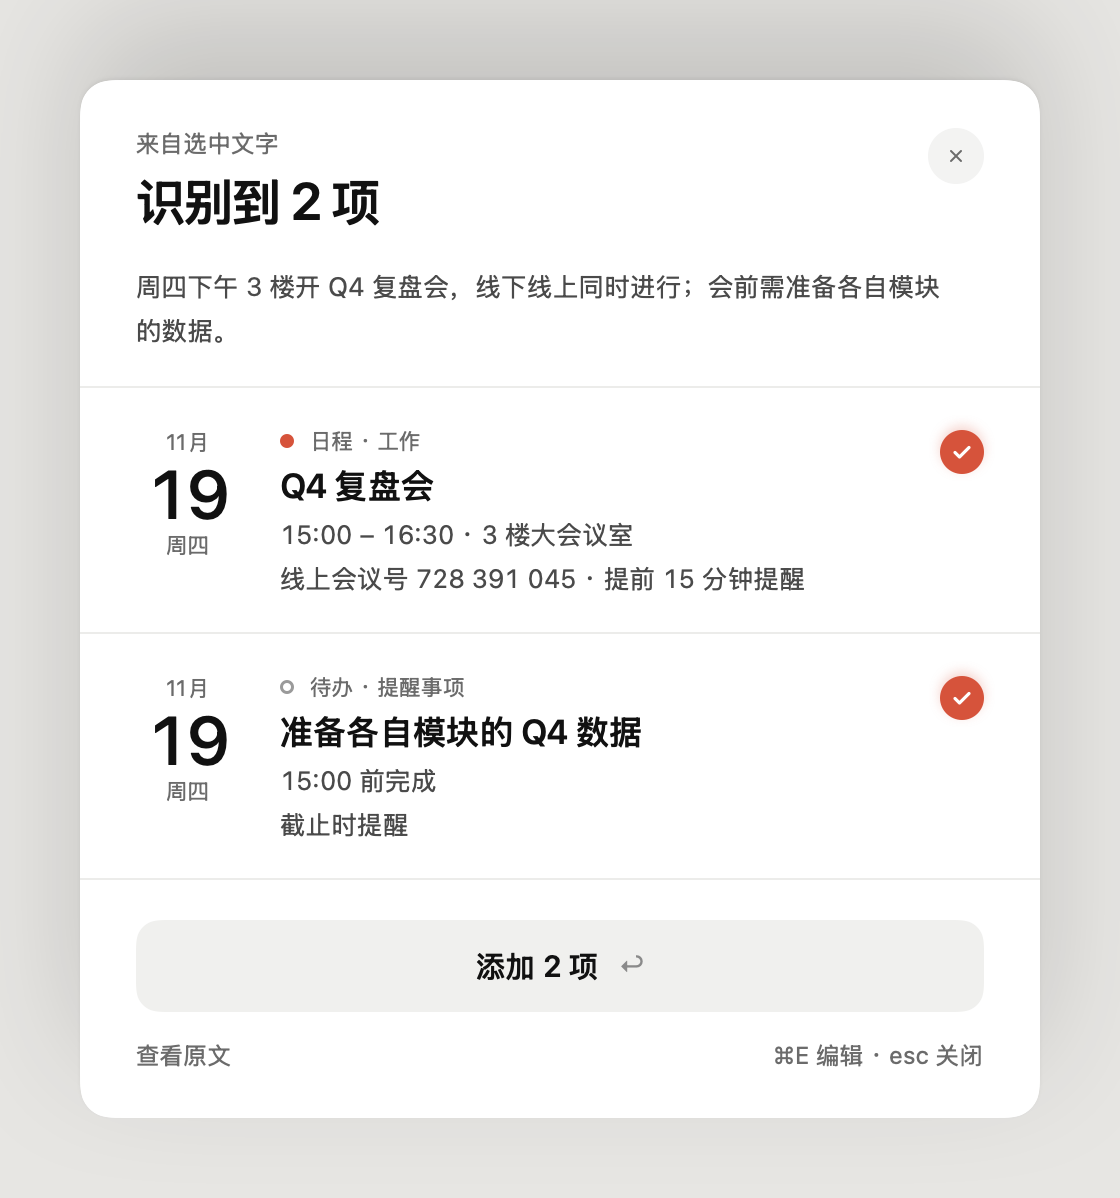 来自选中文字
识别到 2 项
周四下午 3 楼开 Q4 复盘会，线下线上同时进行；会前需准备各自模块
的数据。
11月
19
周四
日程 · 工作
Q4 复盘会
15:00 – 16:30 · 3 楼大会议室
线上会议号 728 391 045 · 提前 15 分钟提醒
11月
19
周四
待办 · 提醒事项
准备各自模块的 Q4 数据
15:00 前完成
截止时提醒
添加 2 项
查看原文
⌘E 编辑 · esc 关闭